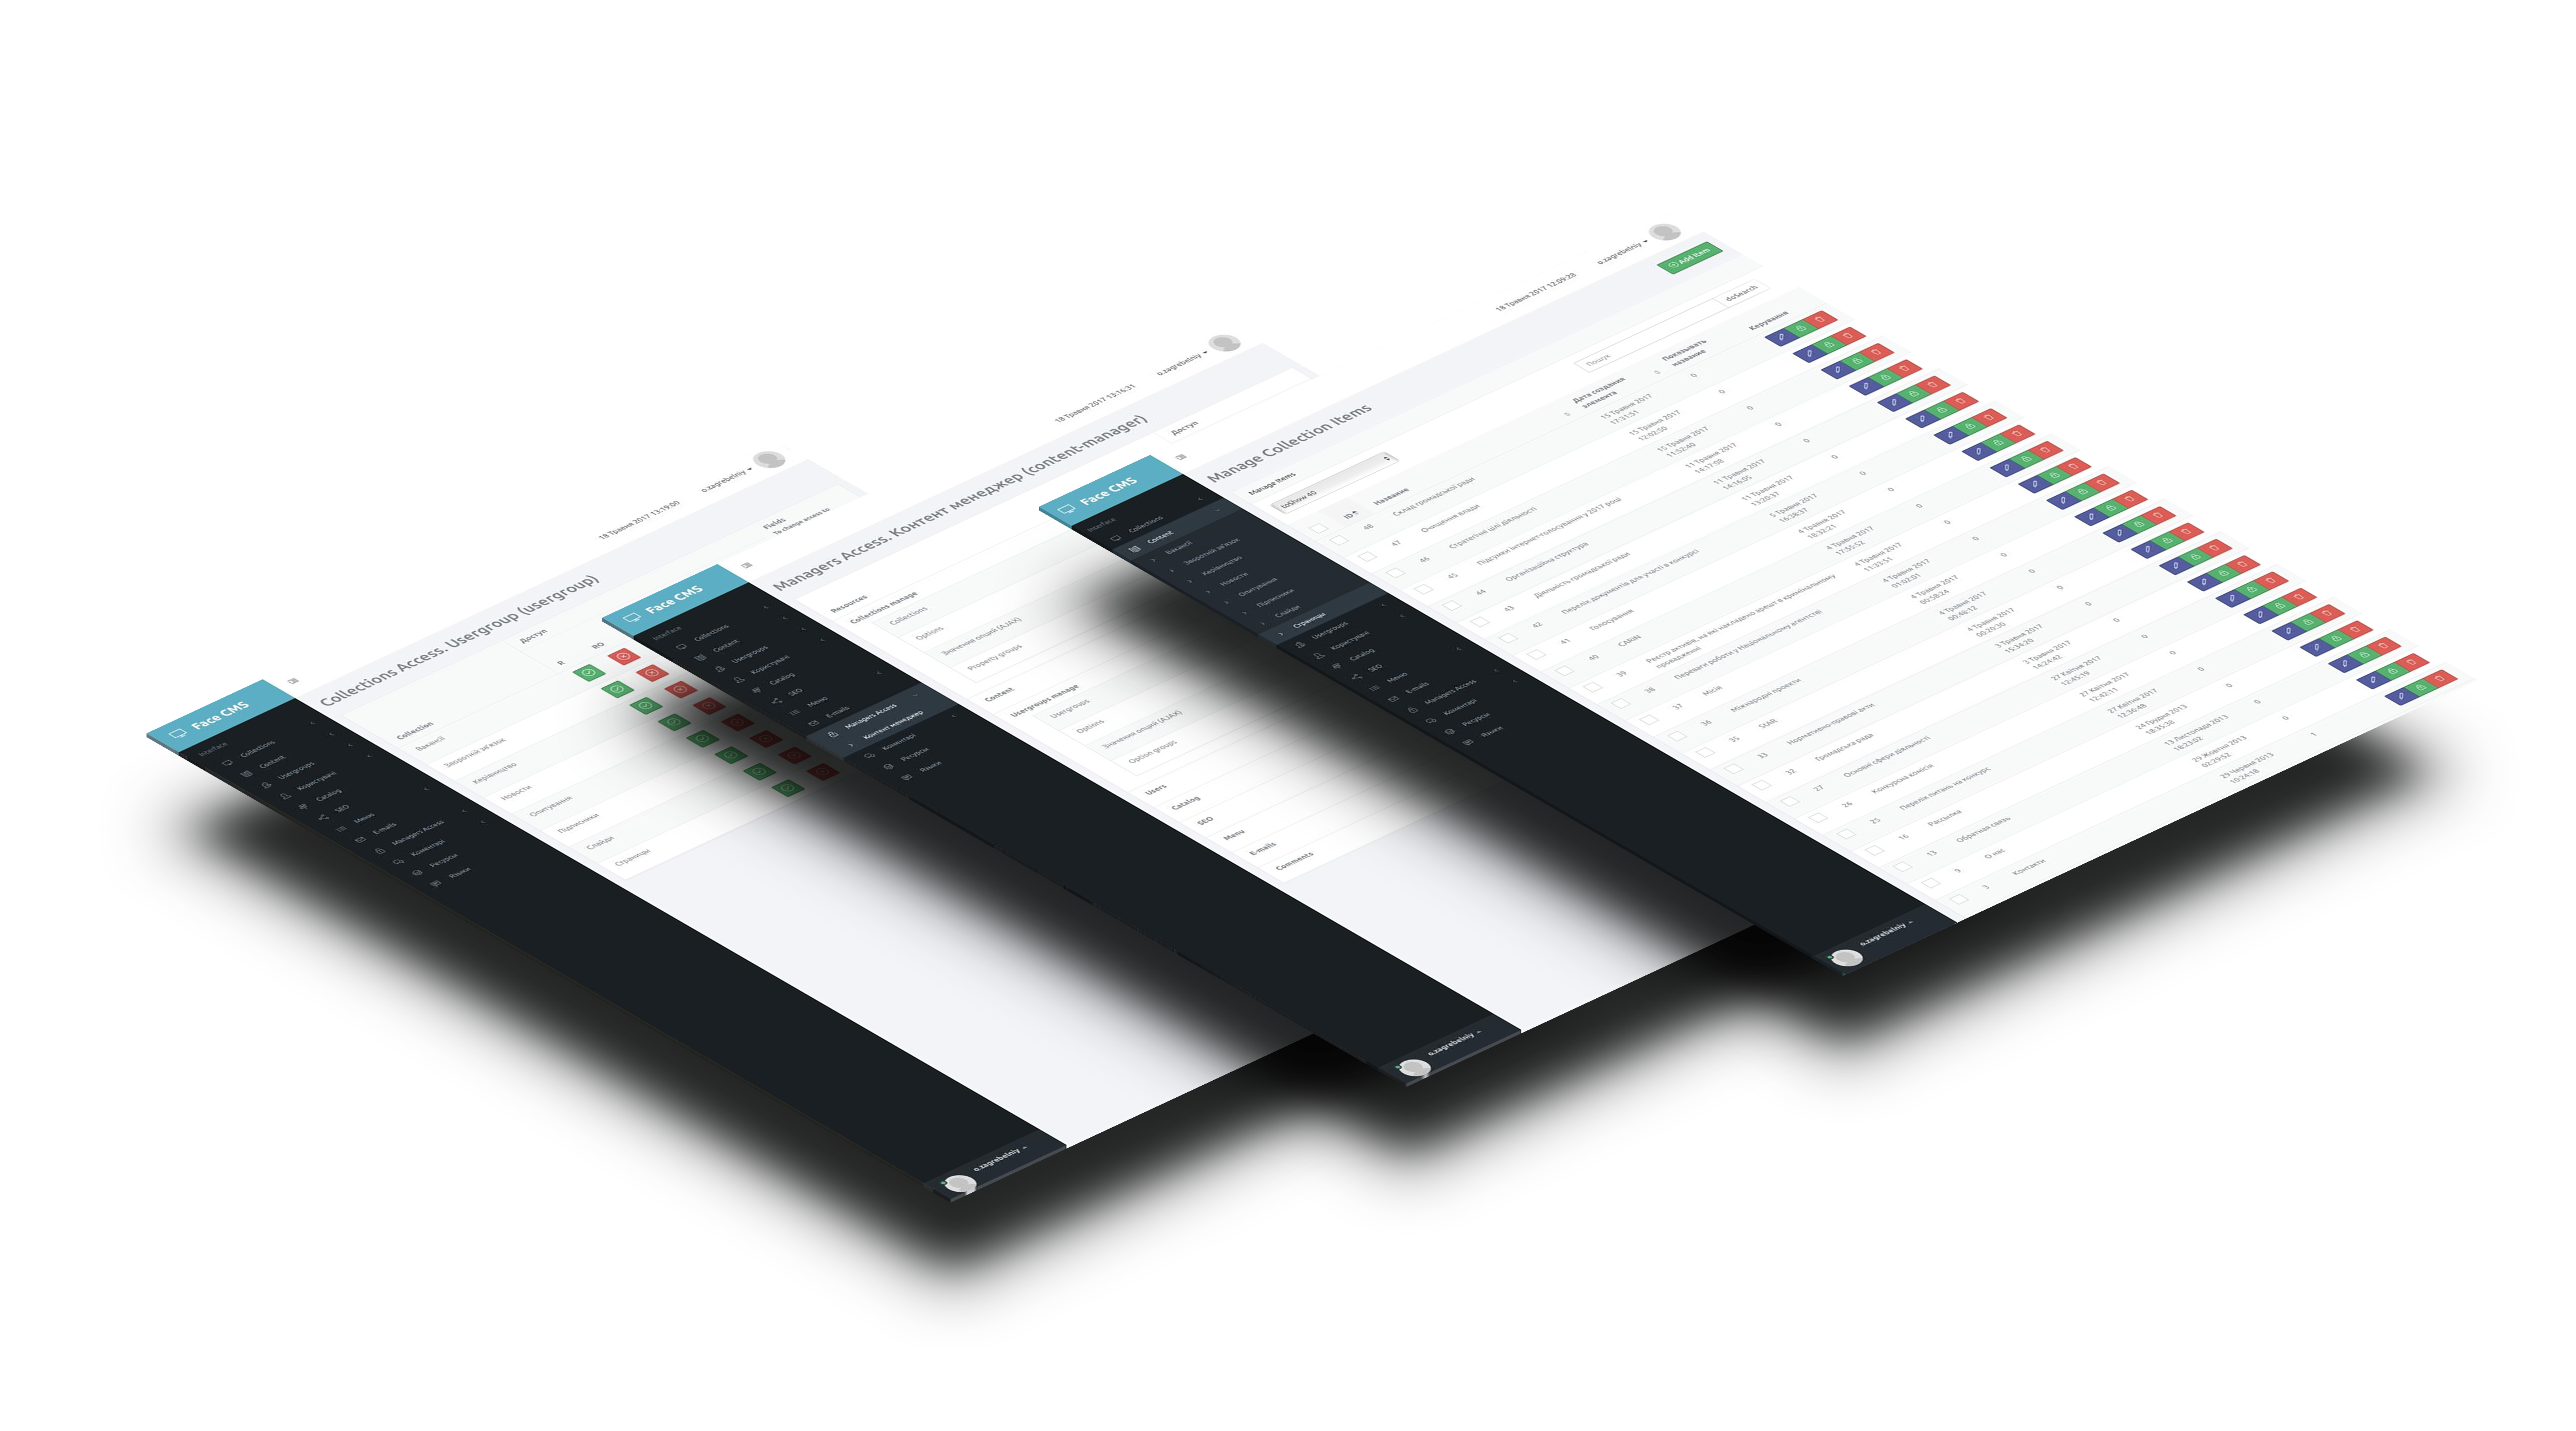 18 Травня 2017 13:19:00
o.zagrebelniy
Face CMS
Collections Access. Usergroup (usergroup)
Interface
Collections
Content
Usergroups
Користувачі
Catalog
SEO
Меню
E-mails
Managers Access
Коментарі
Ресурсы
Языки
o.zagrebelniy
Collection
Доступ
Fields
To change access to
R
RO
Вакансії
Зворотній зв'язок
Керівництво
Новости
Опитування
Підписники
Слайди
Страницы
18 Травня 2017 13:16:31
o.zagrebelniy
Face CMS
Managers Access. Контент менеджер (content-manager)
Interface
Collections
Content
Usergroups
Користувачі
Catalog
SEO
Меню
E-mails
Managers Access
Контент менеджер
Коментарі
Ресурсы
Языки
o.zagrebelniy
Resources
Доступ
Collections manage
Collections
Options
Значения опций (AJAX)
Property groups
Content
Usergroups manage
Usergroups
Options
Значения опций (AJAX)
Option groups
Users
Catalog
SEO
Menu
E-mails
Comments
18 Травня 2017 12:09:28
o.zagrebelniy
Face CMS
Manage Collection Items
Add Item
Interface
Collections
Content
Вакансії
Зворотній зв'язок
Керівництво
Новости
Опитування
Підписники
Слайди
Страницы
Usergroups
Користувачі
Catalog
SEO
Меню
E-mails
Managers Access
Коментарі
Ресурсы
Языки
o.zagrebelniy
Manage Items
toShow 40
Пошук
doSearch
ID
Название
Дата создания элемента
Показывать название
Керування
48 Склад громадської ради 15 Травня 2017 17:31:51 0
47 Очищення влади 15 Травня 2017 12:02:50 0
46 Стратегічні цілі діяльності 15 Травня 2017 11:52:40 0
45 Підсумки інтернет-голосування у 2017 році 11 Травня 2017 14:17:08 0
44 Організаційна структура 11 Травня 2017 14:16:05 0
43 Діяльність громадської ради 11 Травня 2017 13:20:37 0
42 Перелік документів для участі в конкурсі 5 Травня 2017 16:38:37 0
41 Голосування 4 Травня 2017 18:32:21 0
40 CARIN 4 Травня 2017 17:55:52 0
39 Реєстр активів, на які накладено арешт в кримінальному провадженні 4 Травня 2017 11:33:51 0
38 Переваги роботи у Національному агентстві 4 Травня 2017 01:02:01 0
37 Місія 4 Травня 2017 00:58:24 0
36 Міжнародні проекти 4 Травня 2017 00:48:12 0
35 StAR 4 Травня 2017 00:20:30 0
33 Нормативно-правові акти 3 Травня 2017 15:34:20 0
32 Громадська рада 3 Травня 2017 14:24:42 0
27 Основні сфери діяльності 27 Квітня 2017 12:45:19 0
26 Конкурсна комісія 27 Квітня 2017 12:42:11 0
25 Перелік питань на конкурс 27 Квітня 2017 12:36:48 0
16 Рассылка 24 Грудня 2013 18:35:38 0
13 Обратная связь 13 Листопада 2013 18:23:02 0
9 О нас 29 Жовтня 2013 02:29:52 0
3 Контакти 29 Червня 2013 10:24:18 1